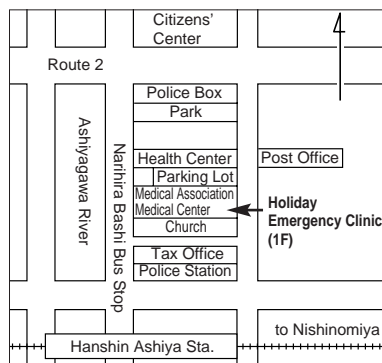 Citizens'
Center
Route 2
Police Box
Park
Ashiyagawa River
Narihira Bashi Bus Stop
Health Center
Post Office
Parking Lot
Medical Association
Medical Center
Holiday
Emergency Clinic
(1F)
Church
Tax Office
Police Station
to Nishinomiya
Hanshin Ashiya Sta.